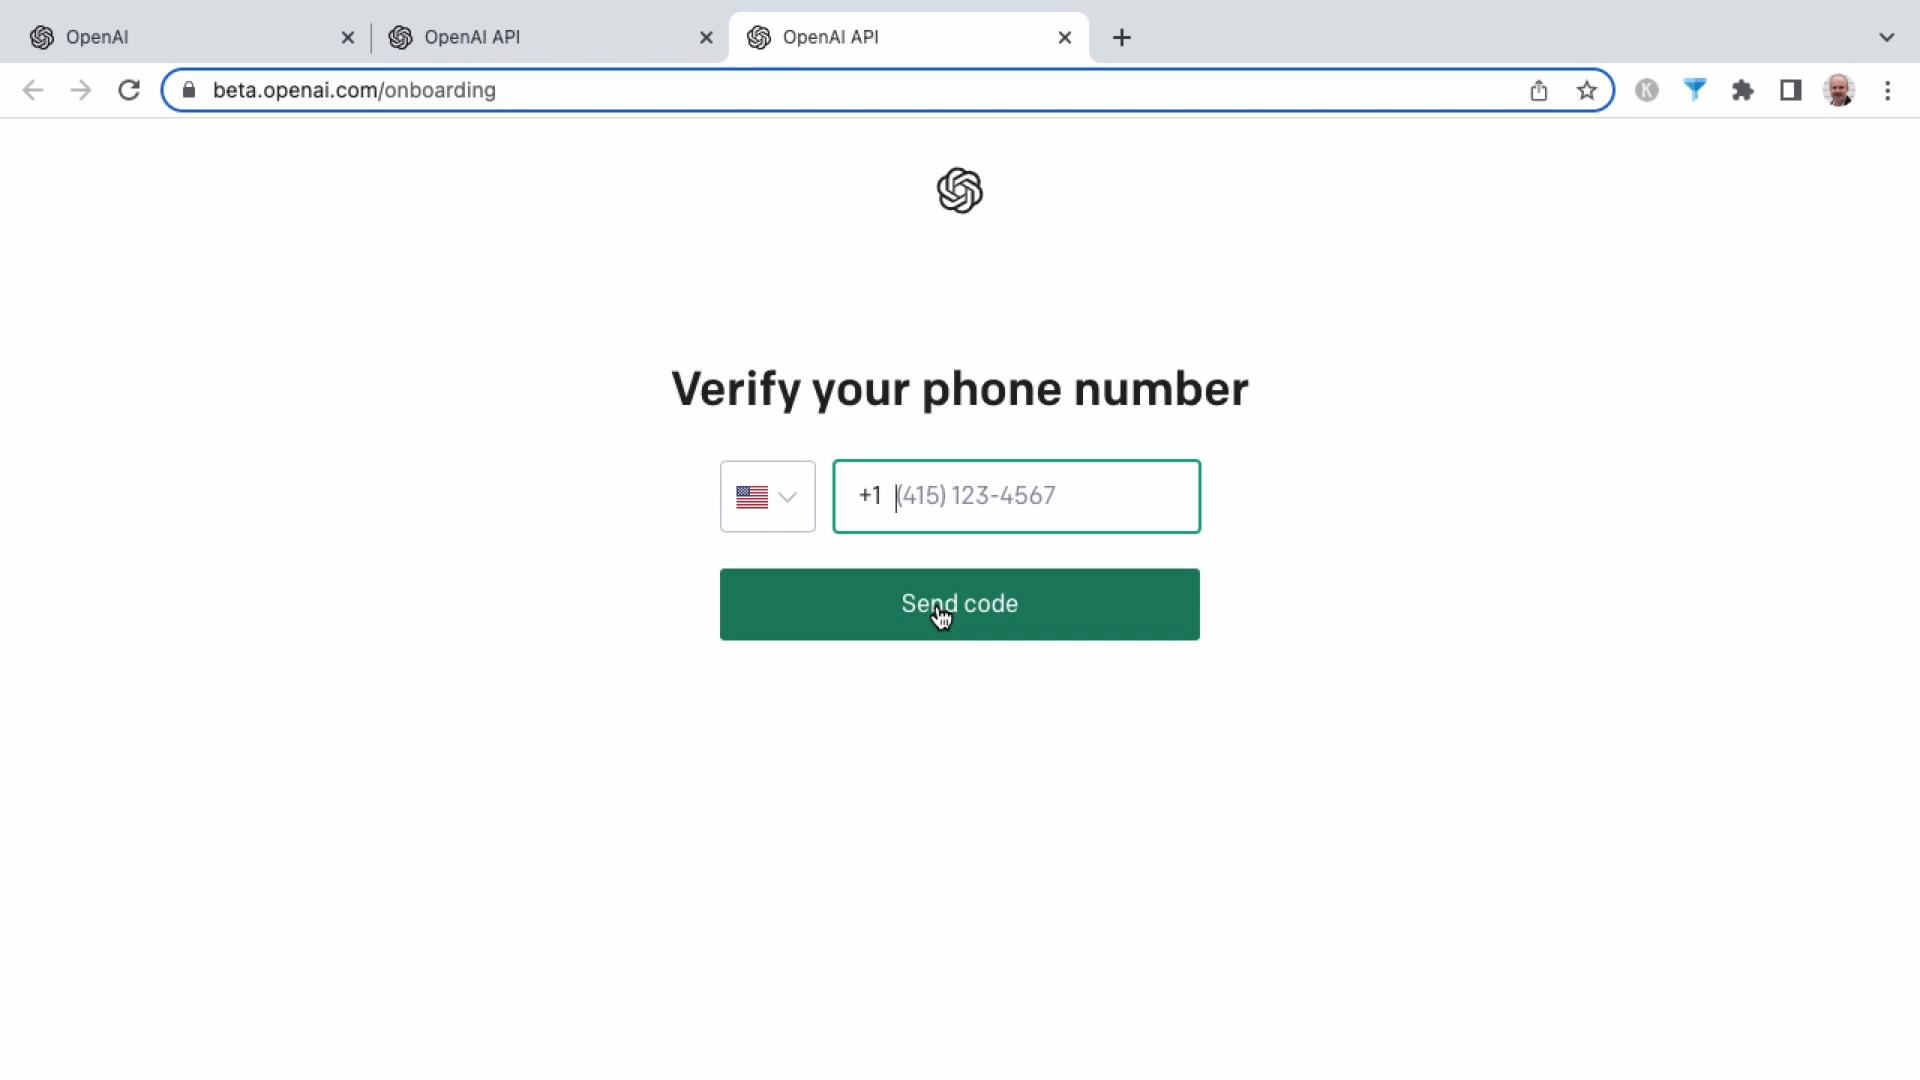 OpenAI
OpenAI API
OpenAI API
beta.openai.com/onboarding
K
Verify your phone number
+1 (415) 123-4567
Send code